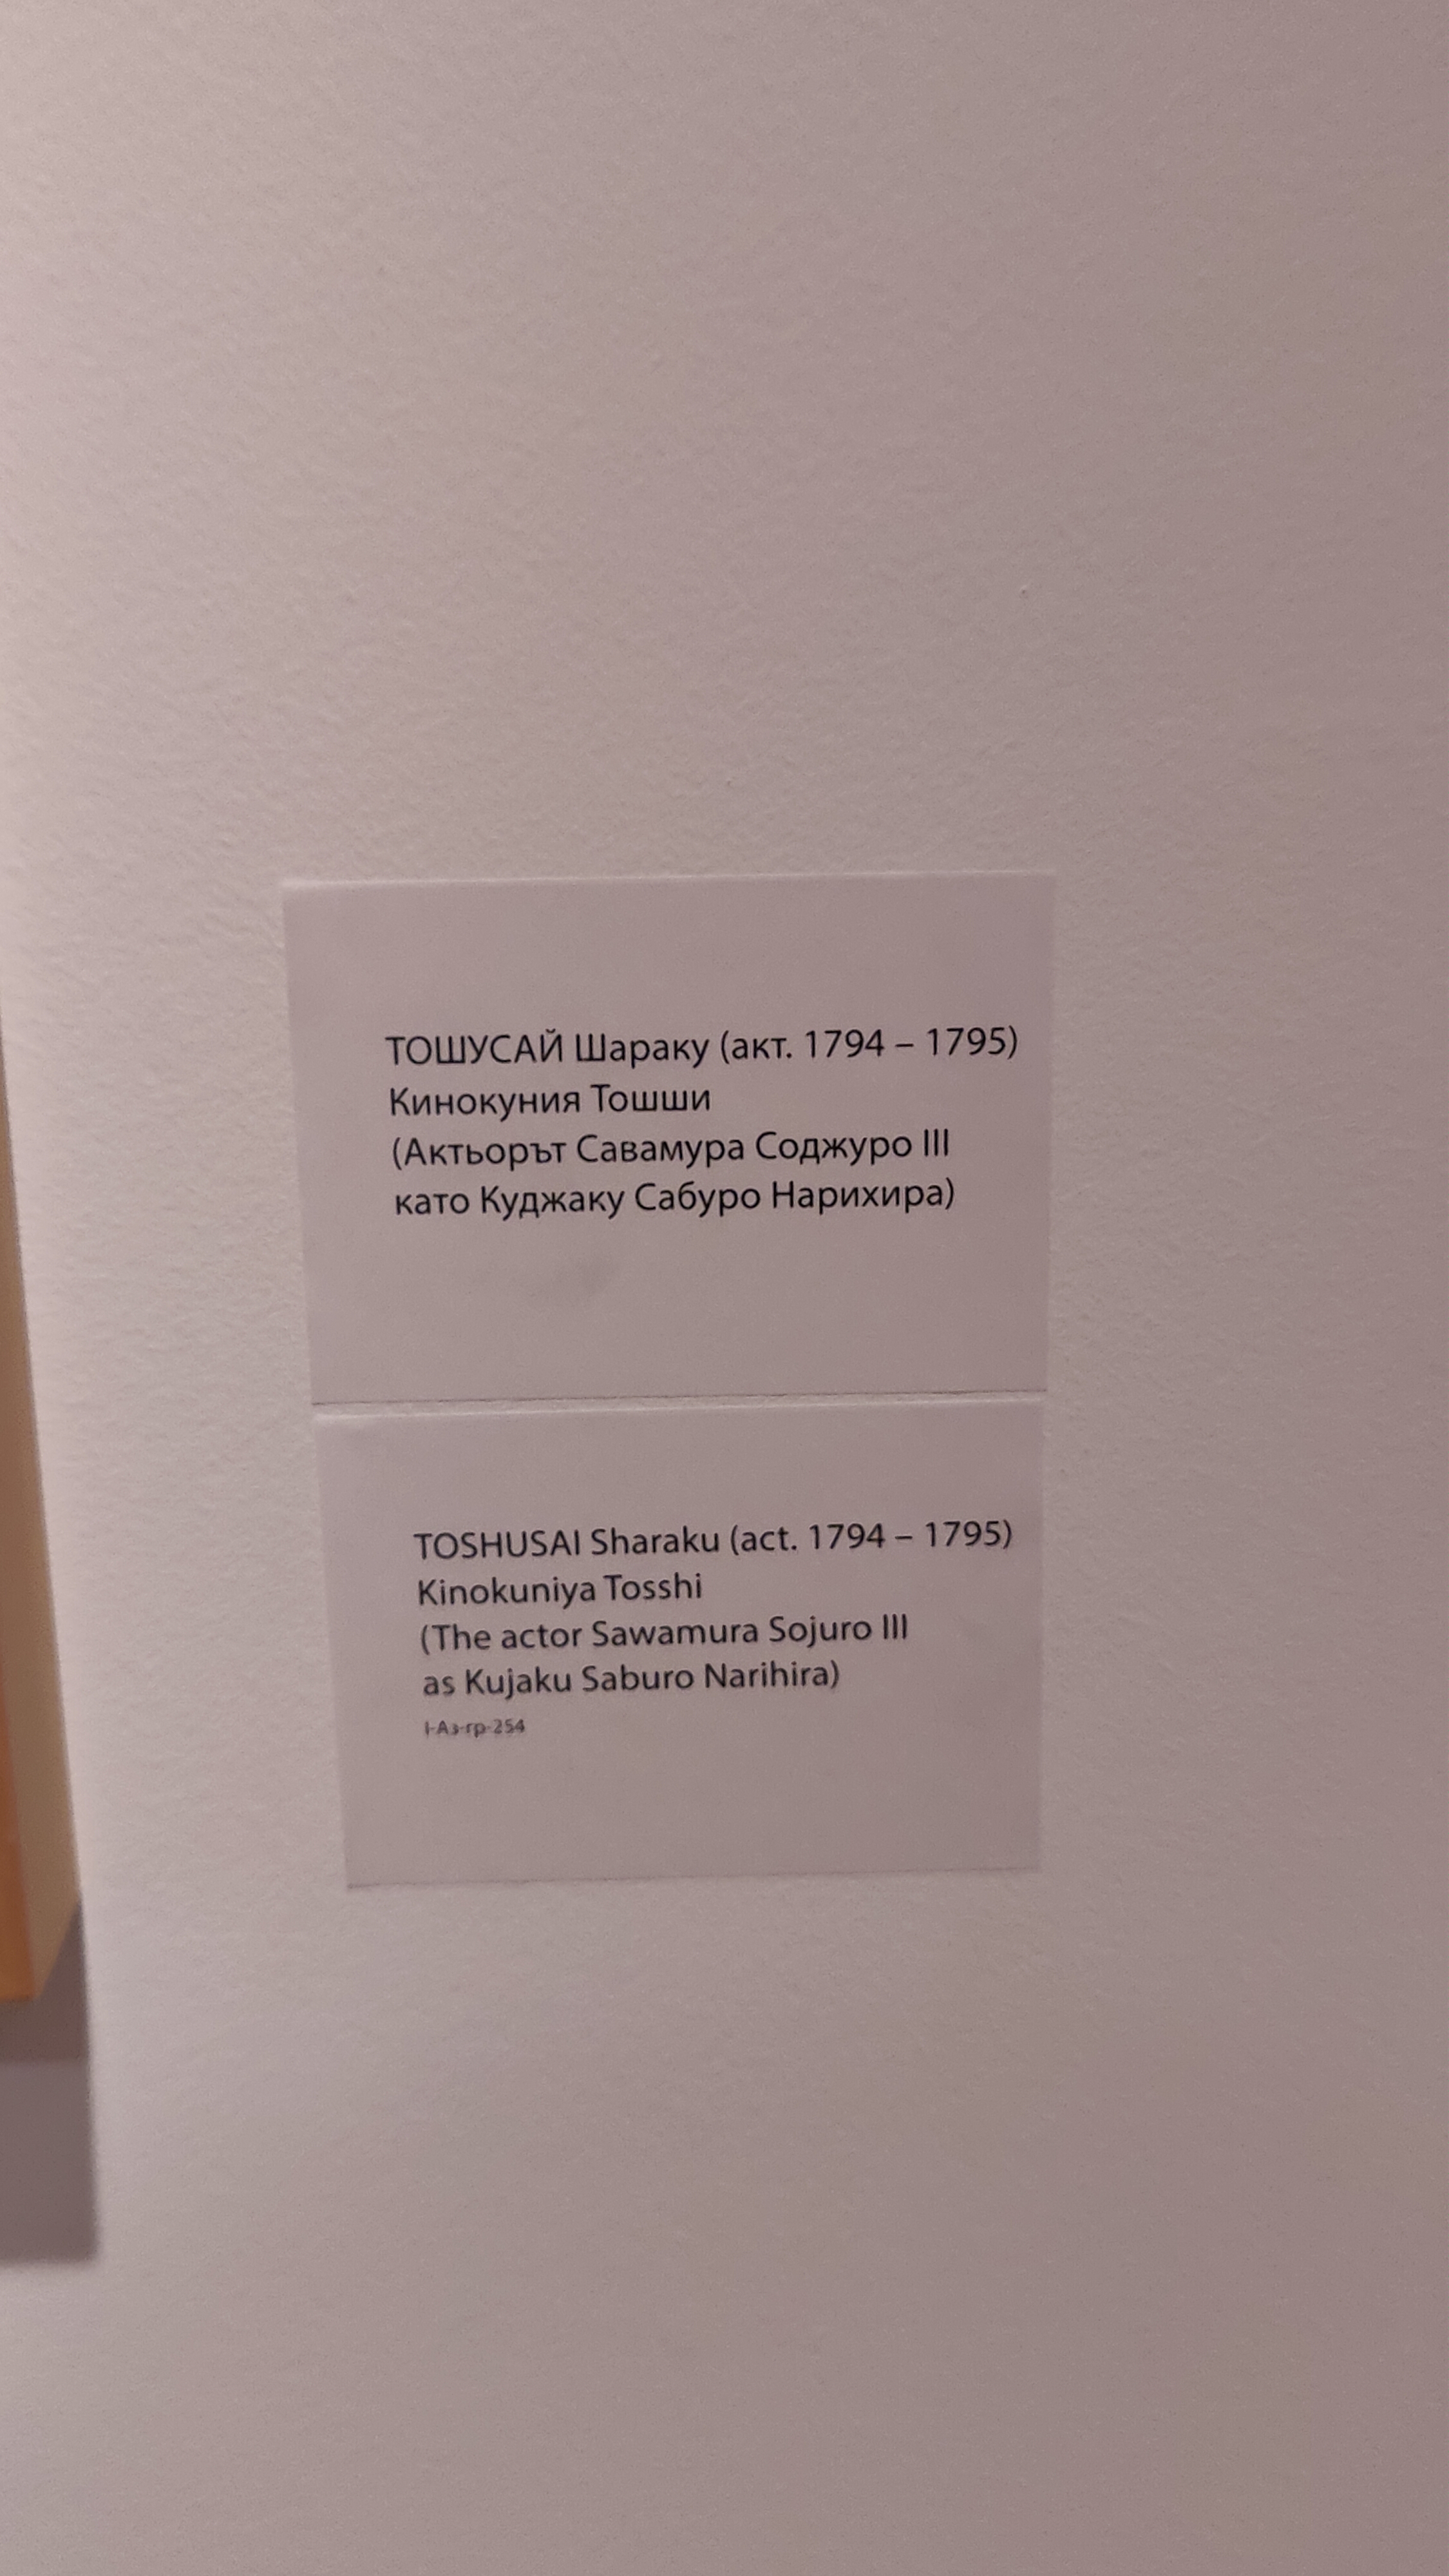 ТОШУСАЙ Шараку (акт. 1794 – 1795)
Кинокуния Тошши
(Актьорът Савамура Соджуро III
като Куджаку Сабуро Нарихира)
TOSHUSAI Sharaku (act. 1794 – 1795)
Kinokuniya Tosshi
(The actor Sawamura Sojuro III
as Kujaku Saburo Narihira)
I-Аз-гр-254